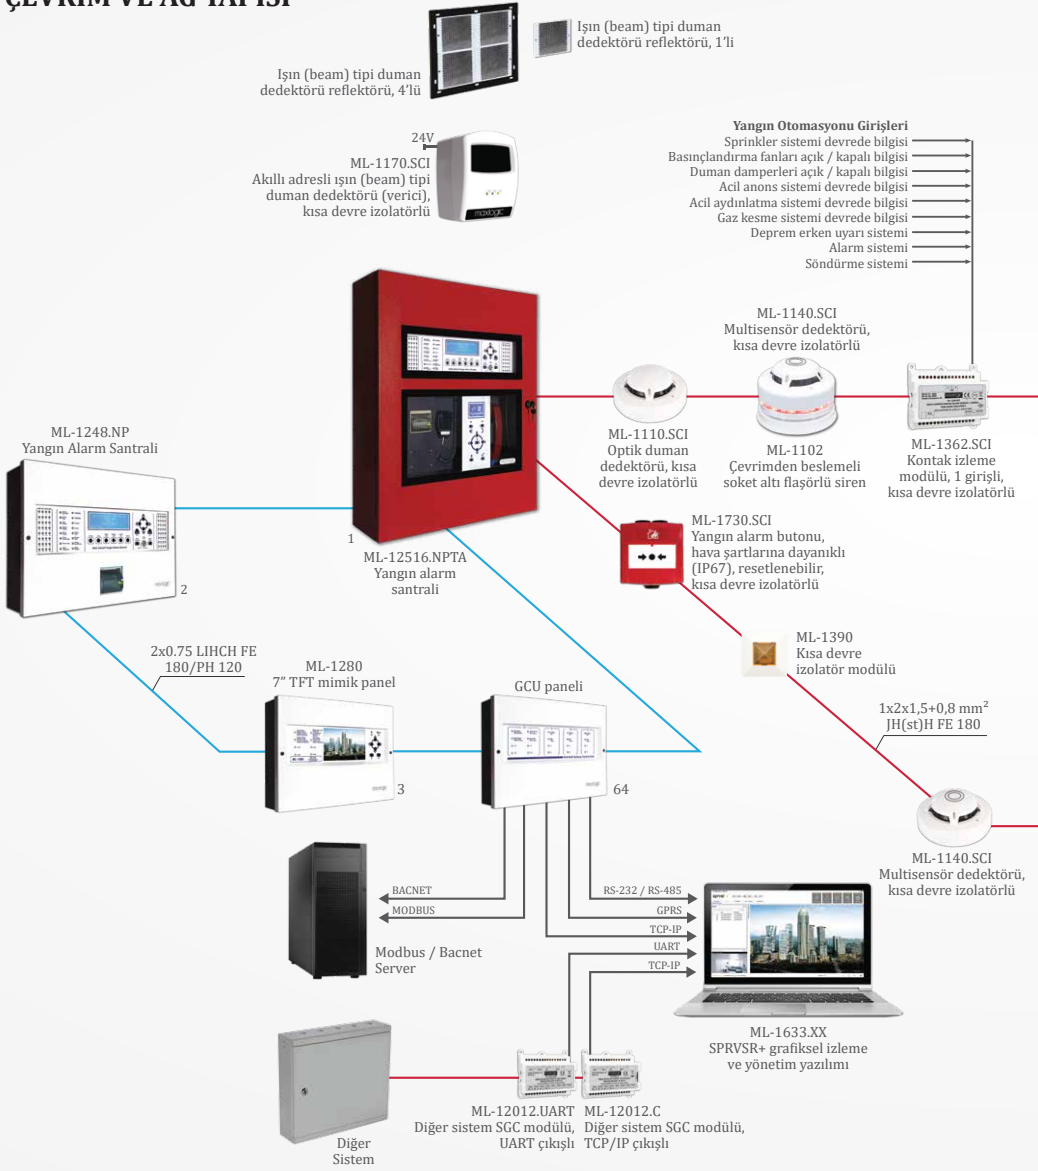 ÇEVRİM VE AĞ YAPISI
Işın (beam) tipi duman
dedektörü reflektörü, 1'li
Işın (beam) tipi duman
dedektörü reflektörü, 4'lü
24V
ML-1170.SCI
Akıllı adresli ışın (beam) tipi
duman dedektörü (verici),
kısa devre izolatörlü
maxlogic
Yangın Otomasyonu Girişleri
Sprinkler sistemi devrede bilgisi
Basınçlandırma fanları açık / kapalı bilgisi
Duman damperleri açık / kapalı bilgisi
Acil anons sistemi devrede bilgisi
Acil aydınlatma sistemi devrede bilgisi
Gaz kesme sistemi devrede bilgisi
Deprem erken uyarı sistemi
Alarm sistemi
Söndürme sistemi
ML-1140.SCI
Multisensör dedektörü,
kısa devre izolatörlü
ML-1110.SCI
Optik duman
dedektörü, kısa
devre izolatörlü
ML-1102
Çevrimden beslemeli
soket altı flaşörlü siren
ML-1362.SCI
Kontak izleme
modülü, 1 girişli,
kısa devre izolatörlü
ML-1248.NP
Yangın Alarm Santrali
2
1
ML-12516.NPTA
Yangın alarm
santrali
ML-1730.SCI
Yangın alarm butonu,
hava şartlarına dayanıklı
(IP67), resetlenebilir,
kısa devre izolatörlü
ML-1390
Kısa devre
izolatör modülü
2x0.75 LIHCH FE
180/PH 120
ML-1280
7” TFT mimik panel
3
GCU paneli
64
1x2x1,5+0,8 mm²
JH(st)H FE 180
ML-1140.SCI
Multisensör dedektörü,
kısa devre izolatörlü
BACNET
MODBUS
Modbus / Bacnet
Server
RS-232 / RS-485
GPRS
TCP-IP
UART
TCP-IP
ML-1633.XX
SPRVSR+ grafiksel izleme
ve yönetim yazılımı
Diğer
Sistem
ML-12012.UART
Diğer sistem SGC modülü,
UART çıkışlı
ML-12012.C
Diğer sistem SGC modülü,
TCP/IP çıkışlı